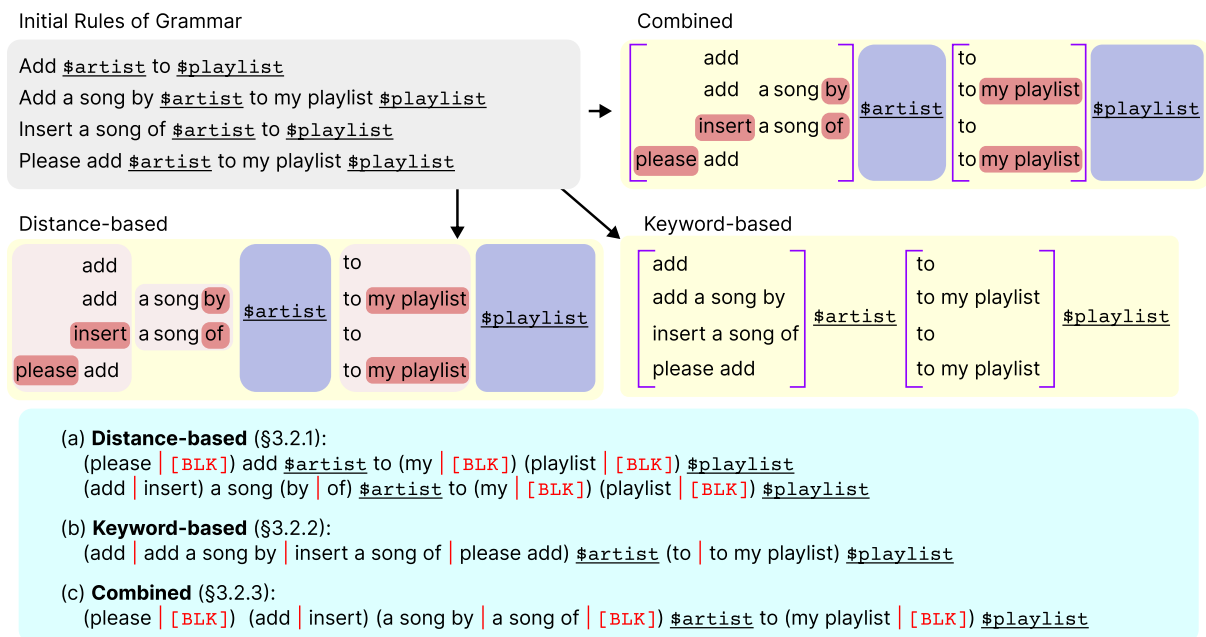 Initial Rules of Grammar
Add $artist to $playlist
Add a song by $artist to my playlist $playlist
Insert a song of $artist to $playlist
Please add $artist to my playlist $playlist
Combined
add to
add a song by to my playlist
$artist $playlist
insert a song of to
please add to my playlist
Distance-based
add to
add a song by to my playlist
$artist $playlist
insert a song of to
please add to my playlist
Keyword-based
add to
add a song by to my playlist
$artist $playlist
insert a song of to
please add to my playlist
(a) Distance-based (§3.2.1):
(please | [BLK]) add $artist to (my | [BLK]) (playlist | [BLK]) $playlist
(add | insert) a song (by | of) $artist to (my | [BLK]) (playlist | [BLK]) $playlist
(b) Keyword-based (§3.2.2):
(add | add a song by | insert a song of | please add) $artist (to | to my playlist) $playlist
(c) Combined (§3.2.3):
(please | [BLK]) (add | insert) (a song by | a song of | [BLK]) $artist to (my playlist | [BLK]) $playlist